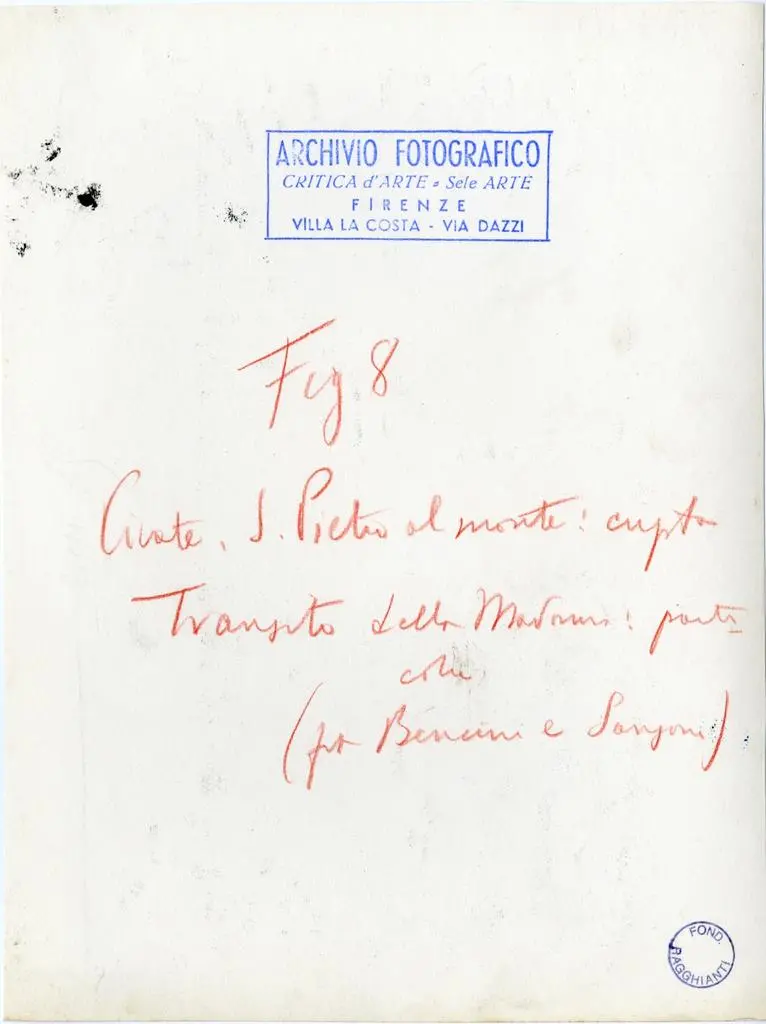 ARCHIVIO FOTOGRAFICO
CRITICA d'ARTE = Sele ARTE
FIRENZE
VILLA LA COSTA - VIA DAZZI
Fig 8
Civate, S. Pietro al monte: cripta
Transito della Madonna: parti-
colare
(fot Bencini e Sansoni)
FOND. RAGGHIANTI